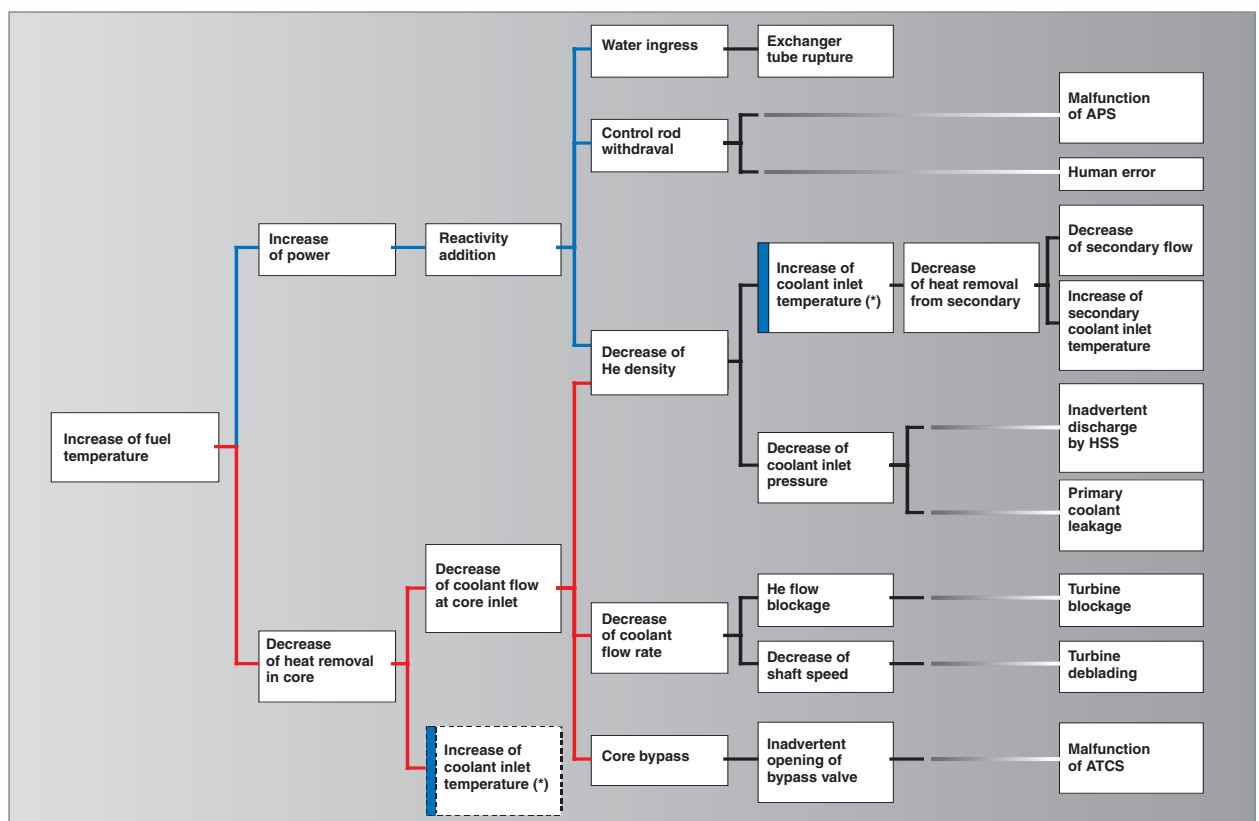 Water ingress
Exchanger
tube rupture
Malfunction
of APS
Control rod
withdraval
Human error
Increase
of power
Reactivity
addition
Decrease
of secondary flow
Increase of
coolant inlet
temperature (*)
Decrease
of heat removal
from secondary
Increase of
secondary
coolant inlet
temperature
Decrease of
He density
Inadvertent
discharge
by HSS
Increase of fuel
temperature
Decrease of
coolant inlet
pressure
Primary
coolant
leakage
Decrease
of coolant flow
at core inlet
He flow
blockage
Turbine
blockage
Decrease
of coolant
flow rate
Decrease
of heat removal
in core
Decrease of
shaft speed
Turbine
deblading
Increase of
coolant inlet
temperature (*)
Core bypass
Inadvertent
opening of
bypass valve
Malfunction
of ATCS